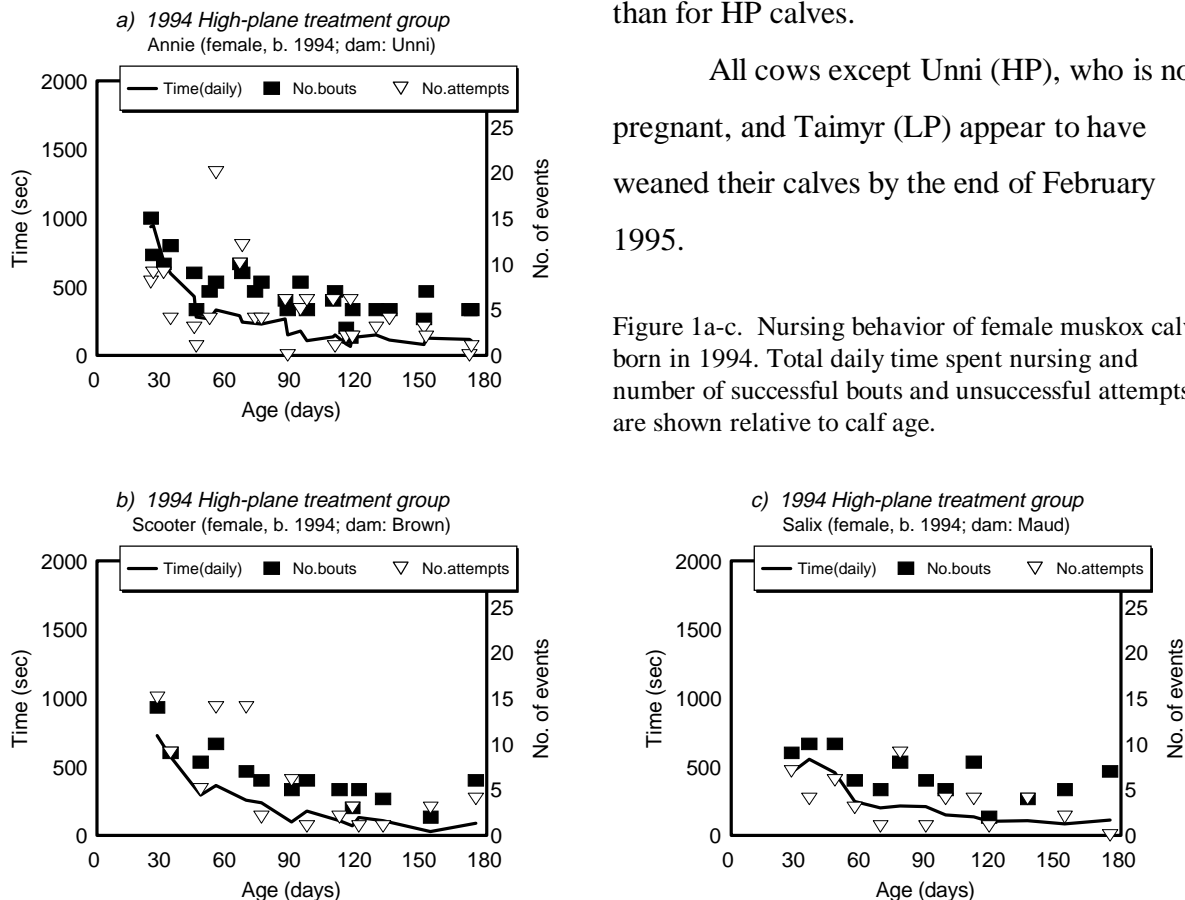 than for HP calves.
All cows except Unni (HP), who is no
pregnant, and Taimyr (LP) appear to have
weaned their calves by the end of February
1995.
Figure 1a-c. Nursing behavior of female muskox calv
born in 1994. Total daily time spent nursing and
number of successful bouts and unsuccessful attempts
are shown relative to calf age.
a) 1994 High-plane treatment group
Annie (female, b. 1994; dam: Unni)
Time(daily) No.bouts No.attempts
2000
1500
1000
500
0
Time (sec)
25
20
15
10
5
0
No. of events
0 30 60 90 120 150 180
Age (days)
b) 1994 High-plane treatment group
Scooter (female, b. 1994; dam: Brown)
Time(daily) No.bouts No.attempts
2000
1500
1000
500
0
Time (sec)
25
20
15
10
5
0
No. of events
0 30 60 90 120 150 180
Age (days)
c) 1994 High-plane treatment group
Salix (female, b. 1994; dam: Maud)
Time(daily) No.bouts No.attempts
2000
1500
1000
500
0
Time (sec)
25
20
15
10
5
0
No. of events
0 30 60 90 120 150 180
Age (days)